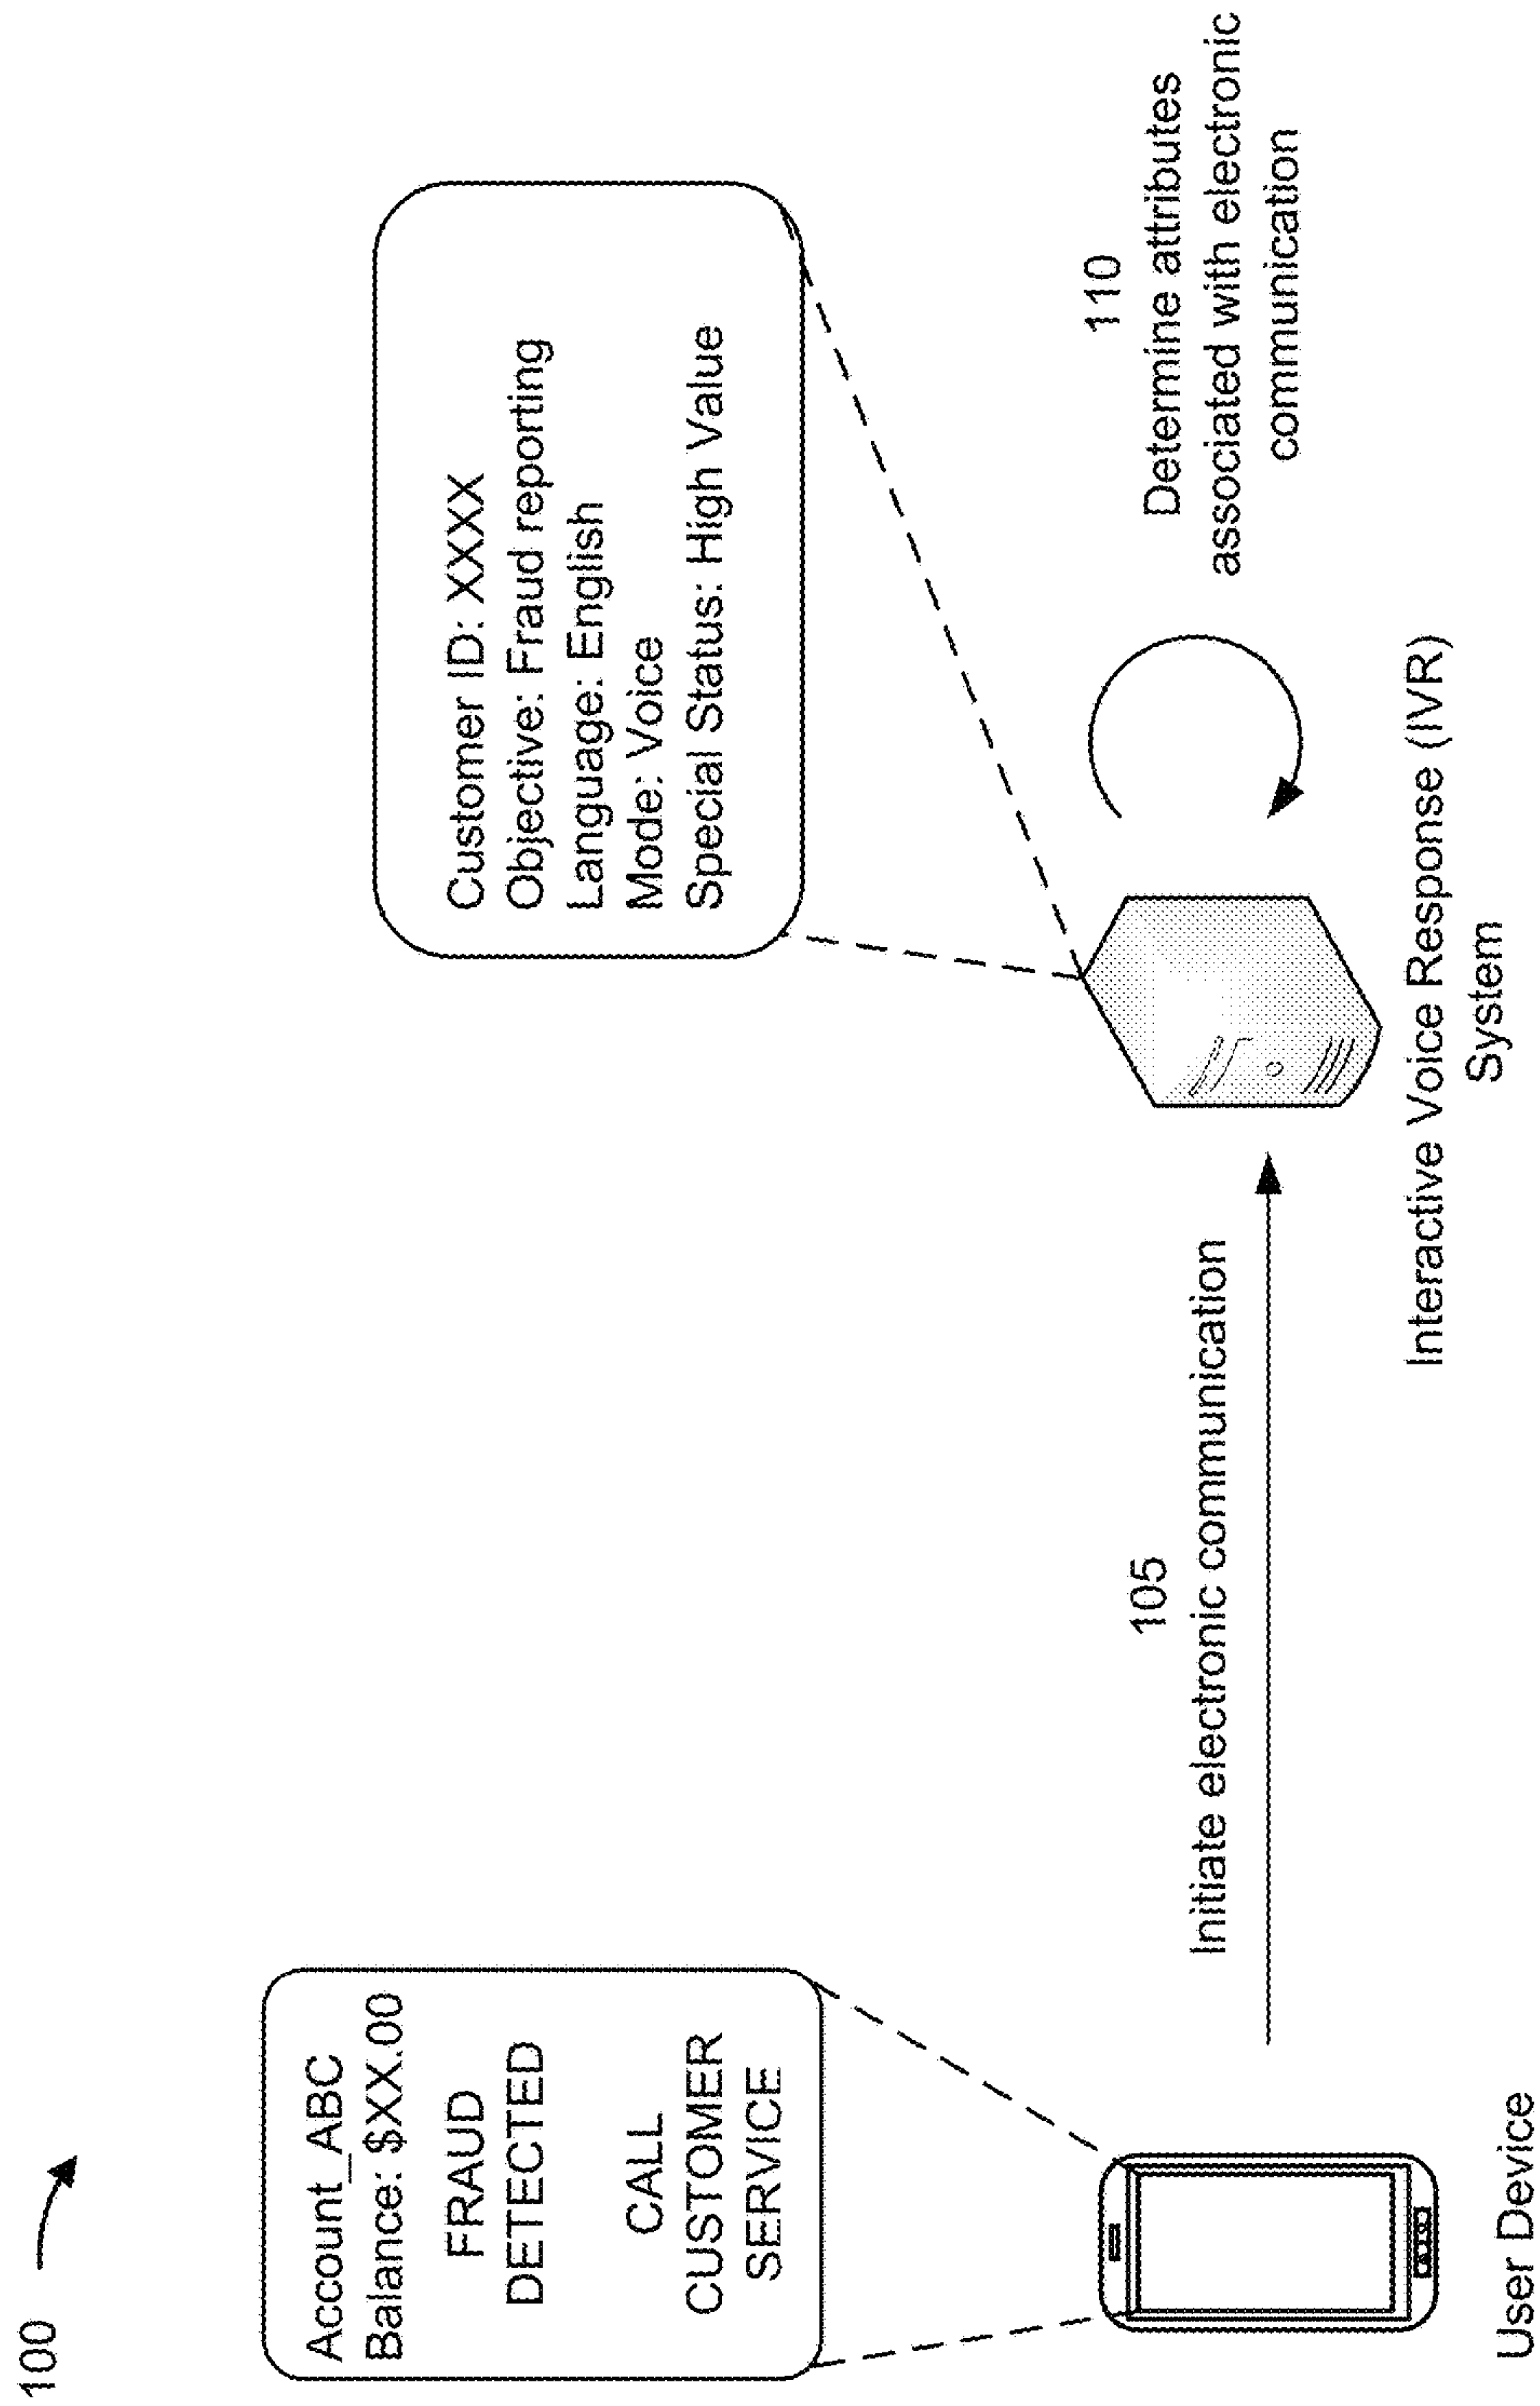 100
Account_ABC
Balance: $XX.00
FRAUD
DETECTED
CALL
CUSTOMER
SERVICE
User Device
105
Initiate electronic communication
Customer ID: XXXX
Objective: Fraud reporting
Language: English
Mode: Voice
Special Status: High Value
Interactive Voice Response (IVR)
System
110
Determine attributes
associated with electronic
communication